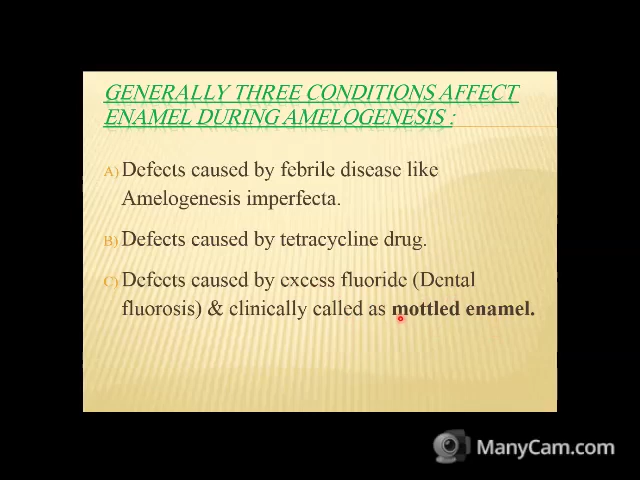 GENERALLY THREE CONDITIONS AFFECT
ENAMEL DURING AMELOGENESIS :
A) Defects caused by febrile disease like
Amelogenesis imperfecta.
B) Defects caused by tetracycline drug.
C) Defects caused by excess fluoride (Dental
fluorosis) & clinically called as mottled enamel.
ManyCam.com